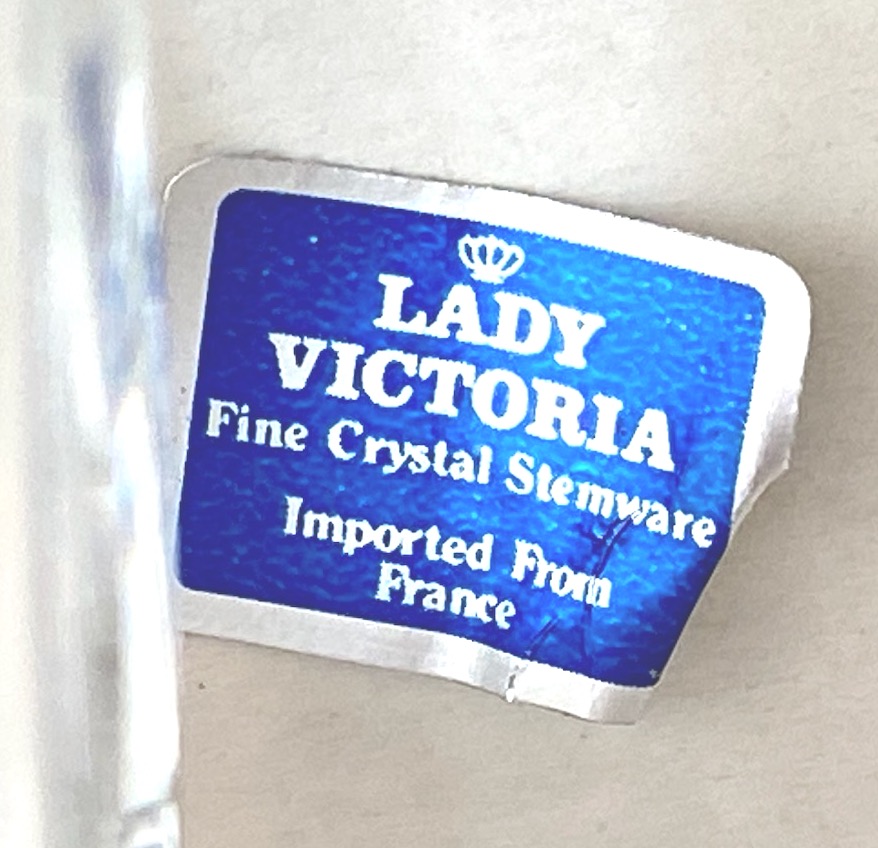 LADY
VICTORIA
Fine Crystal Stemware
Imported From
France